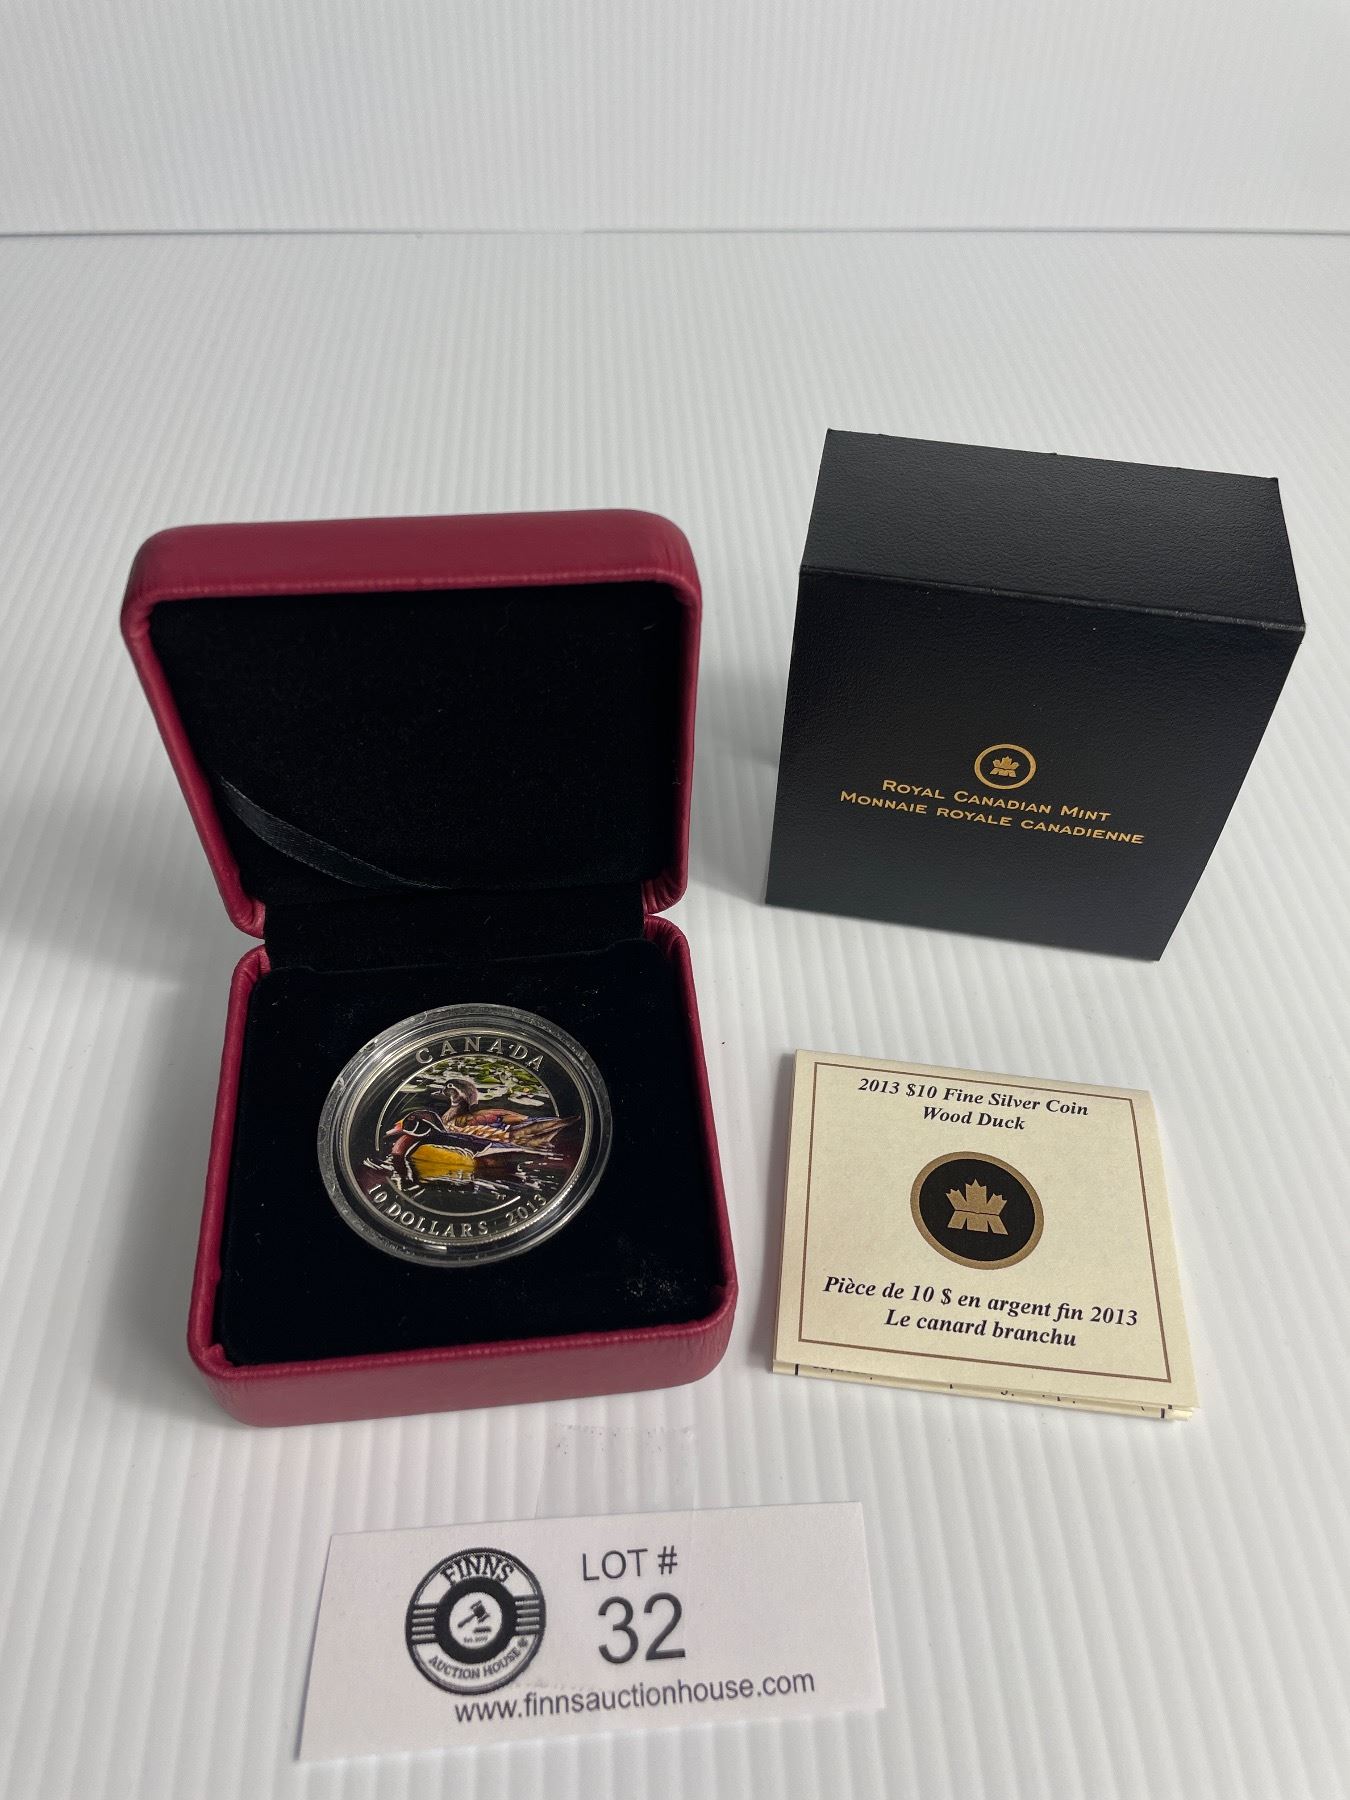 ROYAL CANADIAN MINT
MONNAIE ROYALE CANADIENNE
CANADA
10 DOLLARS 2013
2013 $10 Fine Silver Coin
Wood Duck
Pièce de 10 $ en argent fin 2013
Le canard branchu
FINNS
AUCTION HOUSE
LOT #
32
www.finnsauctionhouse.com